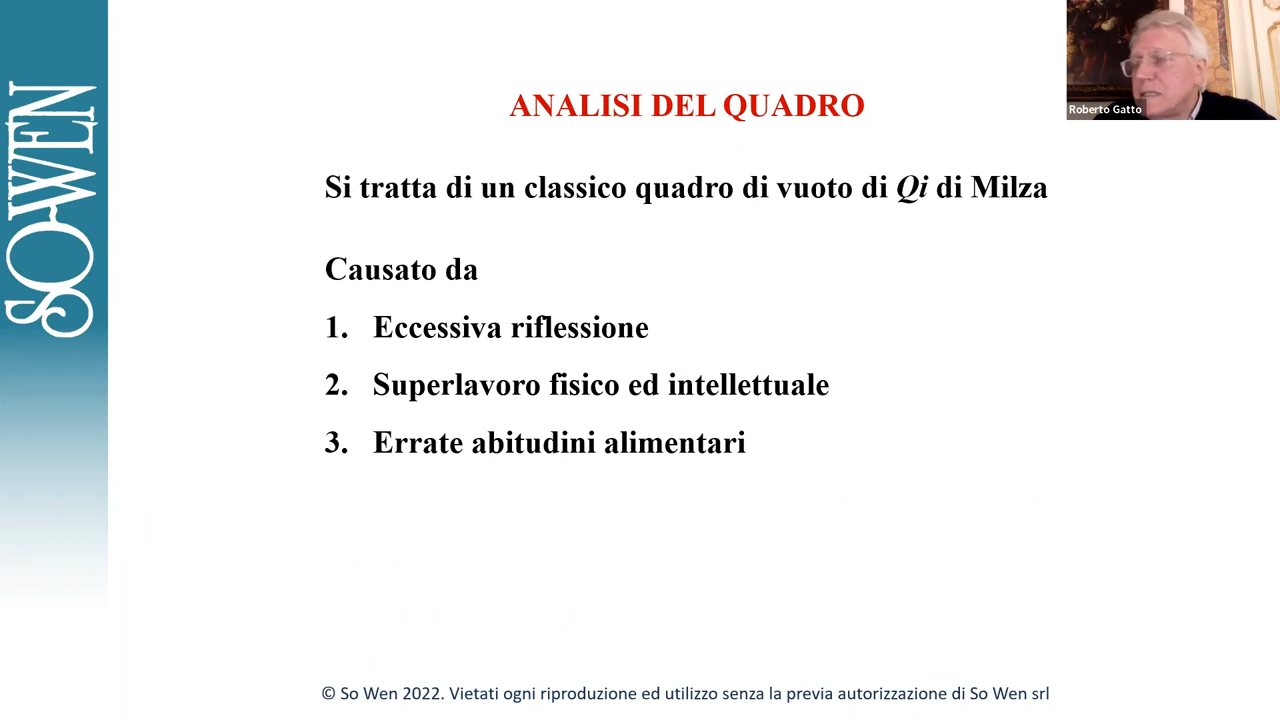 SO-WEN
Roberto Gatto
ANALISI DEL QUADRO
Si tratta di un classico quadro di vuoto di Qi di Milza
Causato da
1. Eccessiva riflessione
2. Superlavoro fisico ed intellettuale
3. Errate abitudini alimentari
© So Wen 2022. Vietati ogni riproduzione ed utilizzo senza la previa autorizzazione di So Wen srl